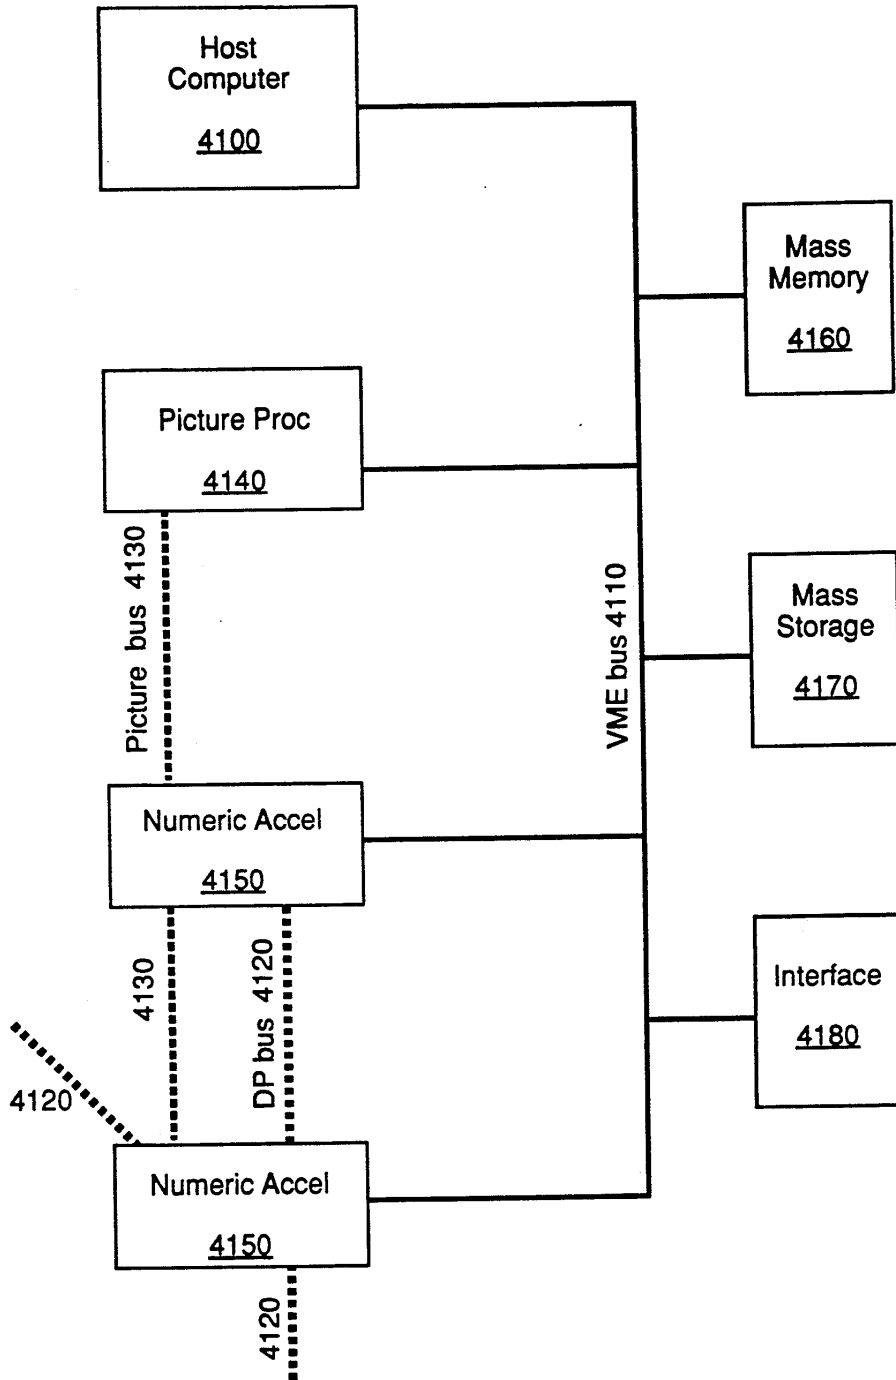 Host
Computer
4100
Mass
Memory
4160
Picture Proc
4140
Picture bus 4130
VME bus 4110
Mass
Storage
4170
Numeric Accel
4150
4130
DP bus 4120
Interface
4180
4120
Numeric Accel
4150
4120